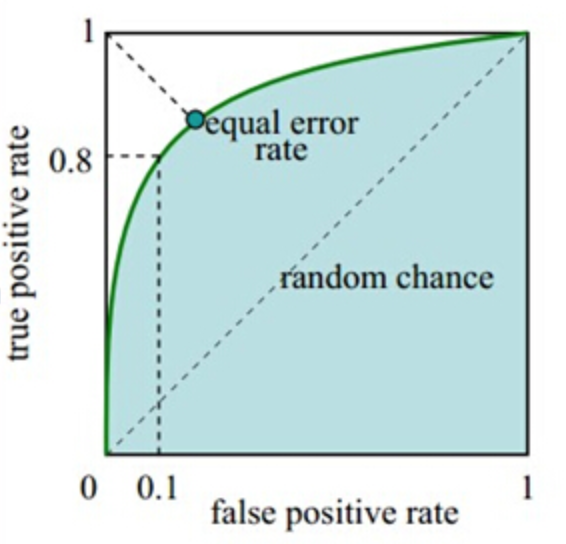 1
equal error
rate
0.8
true positive rate
random chance
0
0.1
1
false positive rate